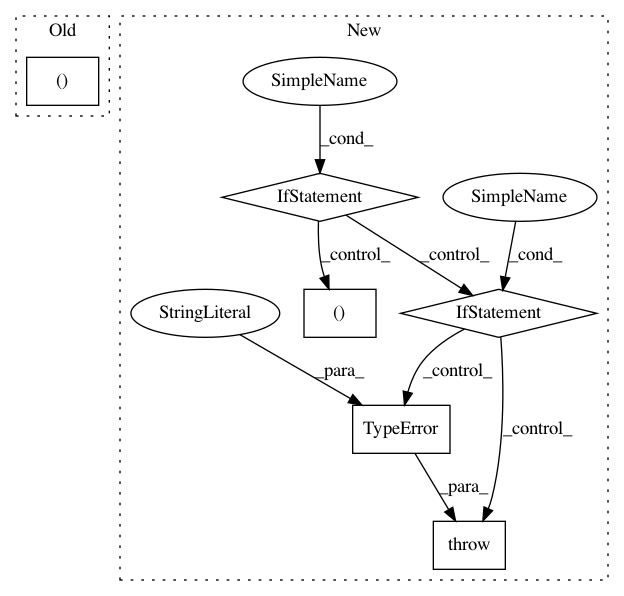 Old
New
()
SimpleName
_cond_
IfStatement
SimpleName
_control_
_control_
_cond_
StringLiteral
()
IfStatement
_para_
_control_
_control_
TypeError
_para_
throw